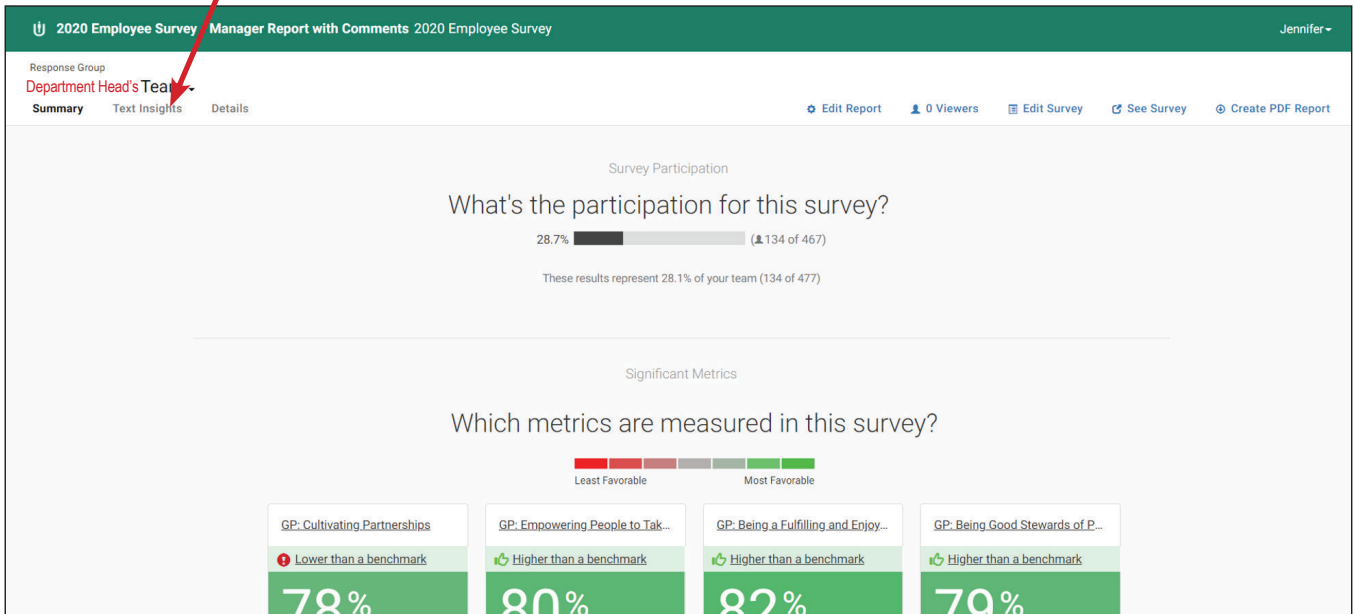 2020 Employee Survey Manager Report with Comments 2020 Employee Survey Jennifer
Response Group
Department Head's Team
Summary Text Insights Details Edit Report 0 Viewers Edit Survey See Survey Create PDF Report
Survey Participation
What's the participation for this survey?
28.7% (134 of 467)
These results represent 28.1% of your team (134 of 477)
Significant Metrics
Which metrics are measured in this survey?
Least Favorable Most Favorable
GP: Cultivating Partnerships GP: Empowering People to Tak... GP: Being a Fulfilling and Enjoy... GP: Being Good Stewards of P...
Lower than a benchmark Higher than a benchmark Higher than a benchmark Higher than a benchmark
78% 80% 82% 79%